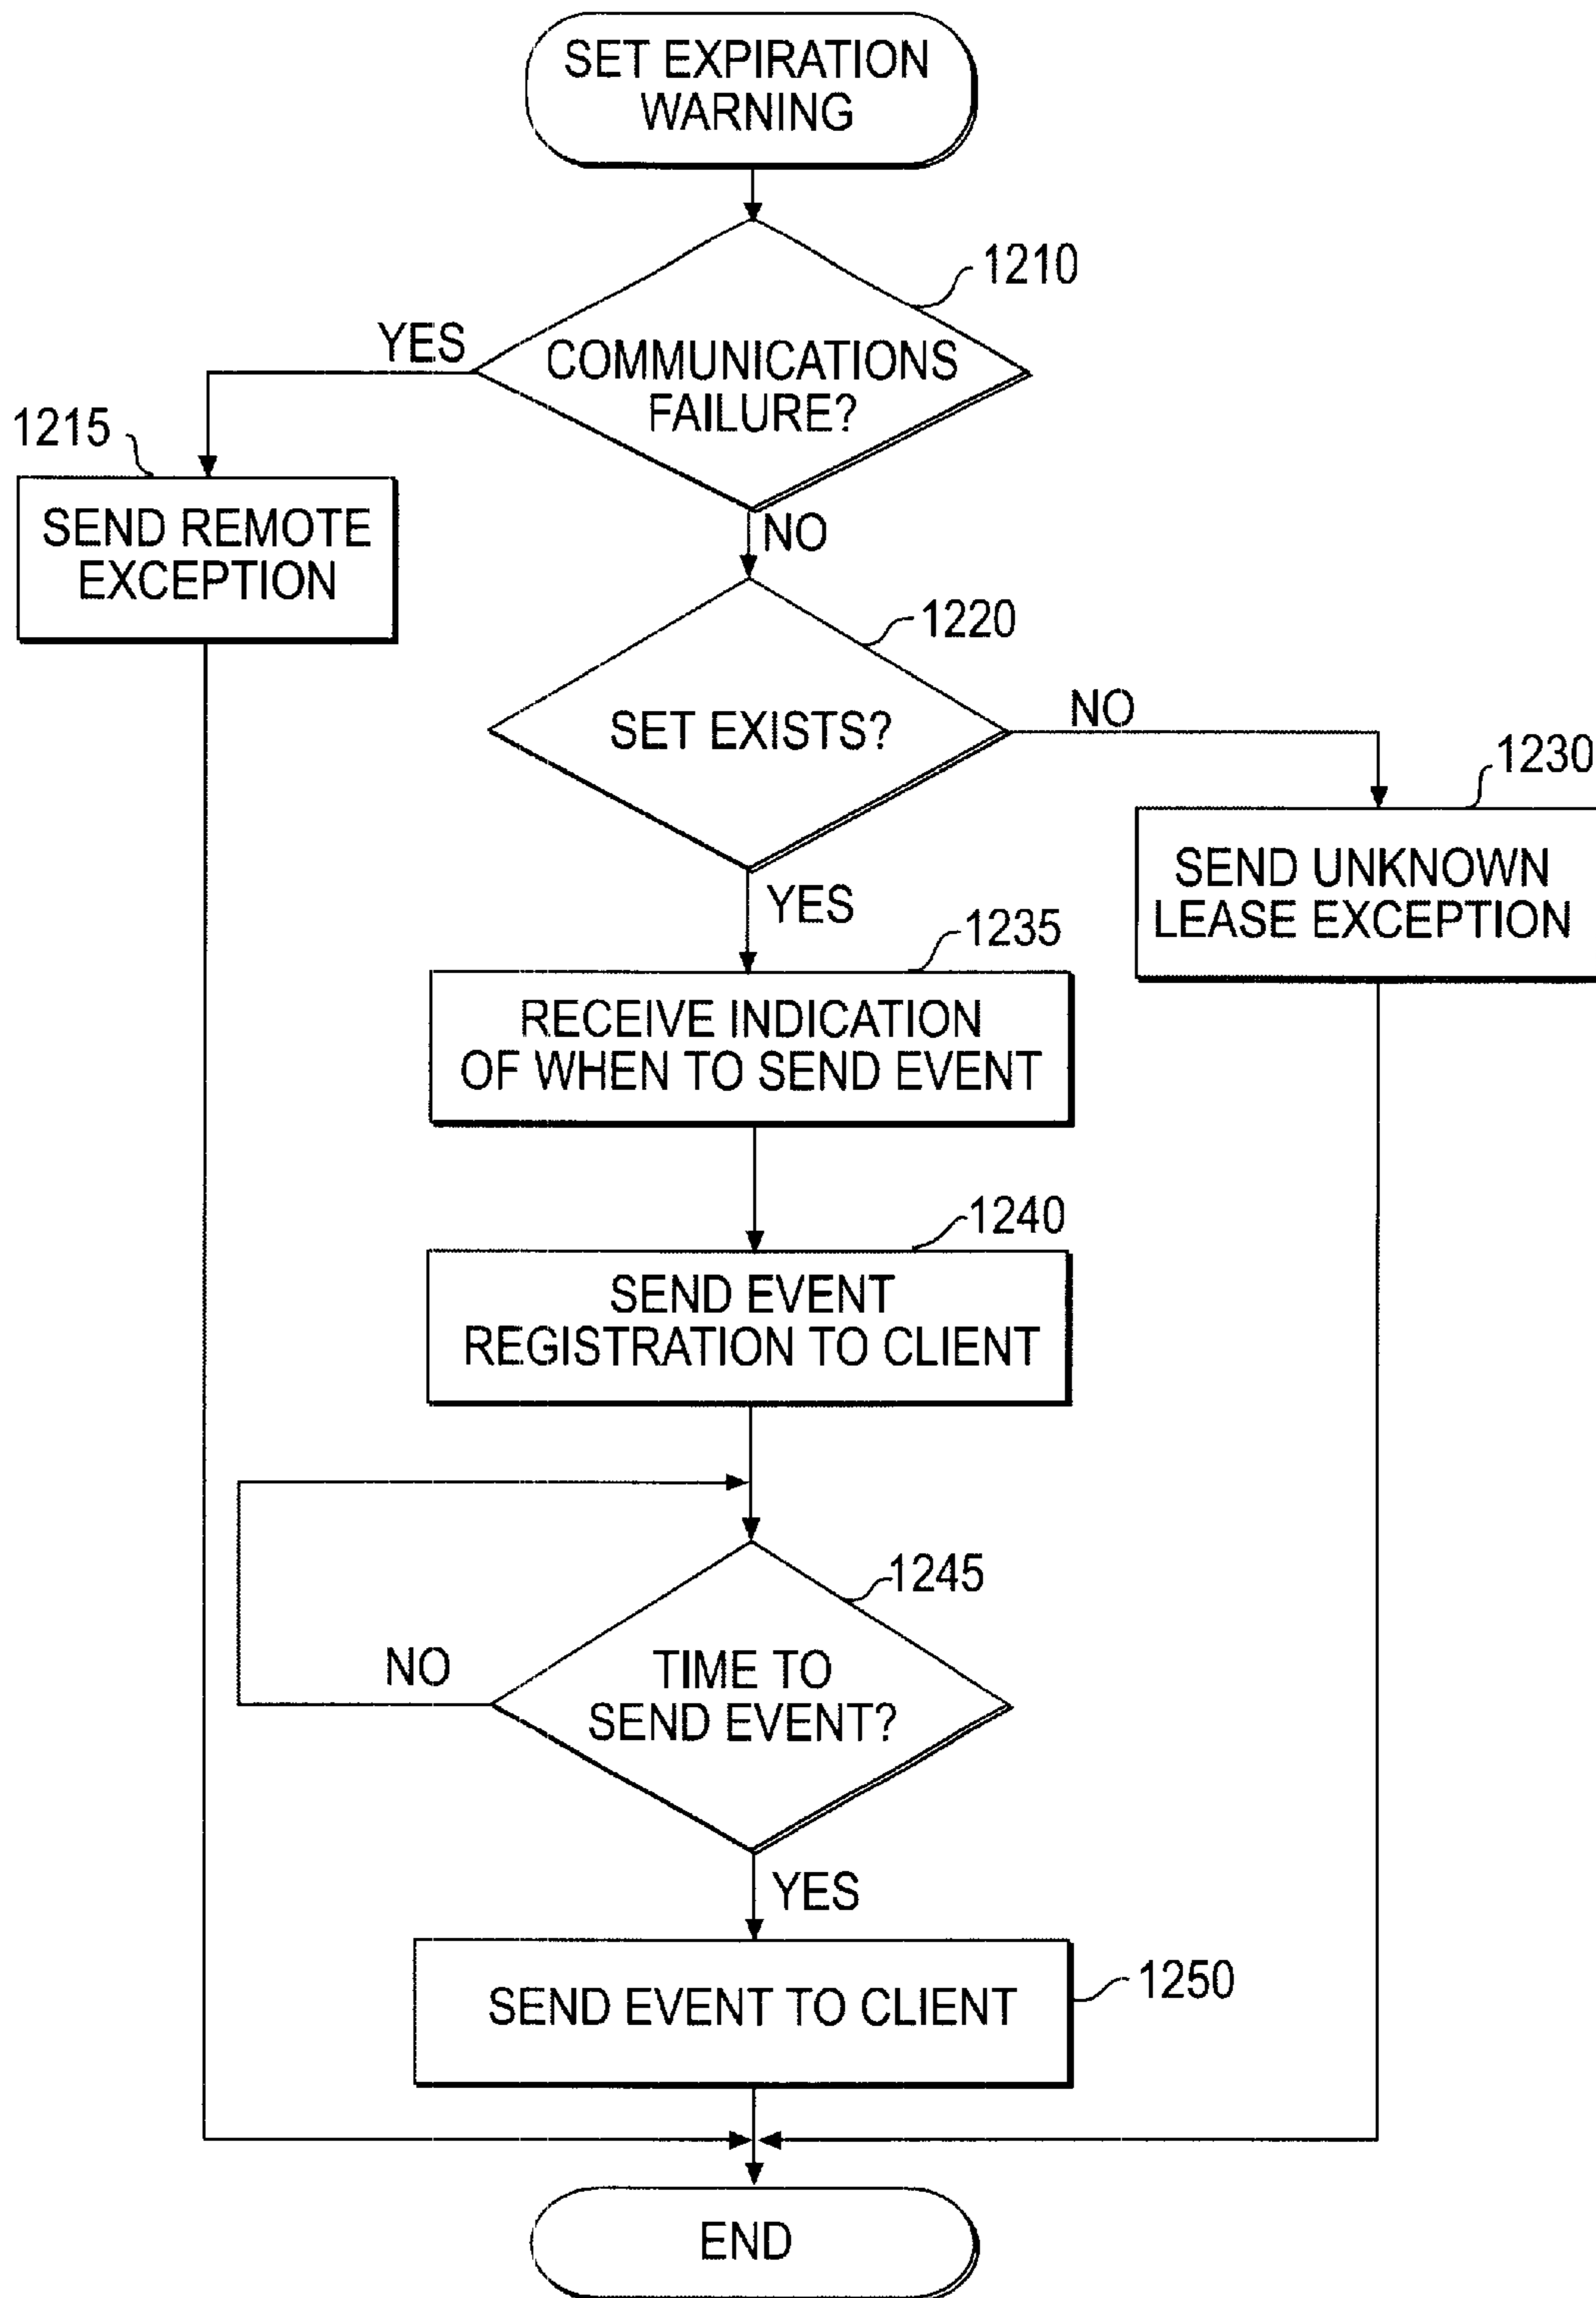 SET EXPIRATION
WARNING
1210
YES
COMMUNICATIONS
FAILURE?
1215
NO
SEND REMOTE
EXCEPTION
1220
NO
SET EXISTS?
1230
YES
SEND UNKNOWN
LEASE EXCEPTION
1235
RECEIVE INDICATION
OF WHEN TO SEND EVENT
1240
SEND EVENT
REGISTRATION TO CLIENT
1245
NO
TIME TO
SEND EVENT?
YES
1250
SEND EVENT TO CLIENT
END